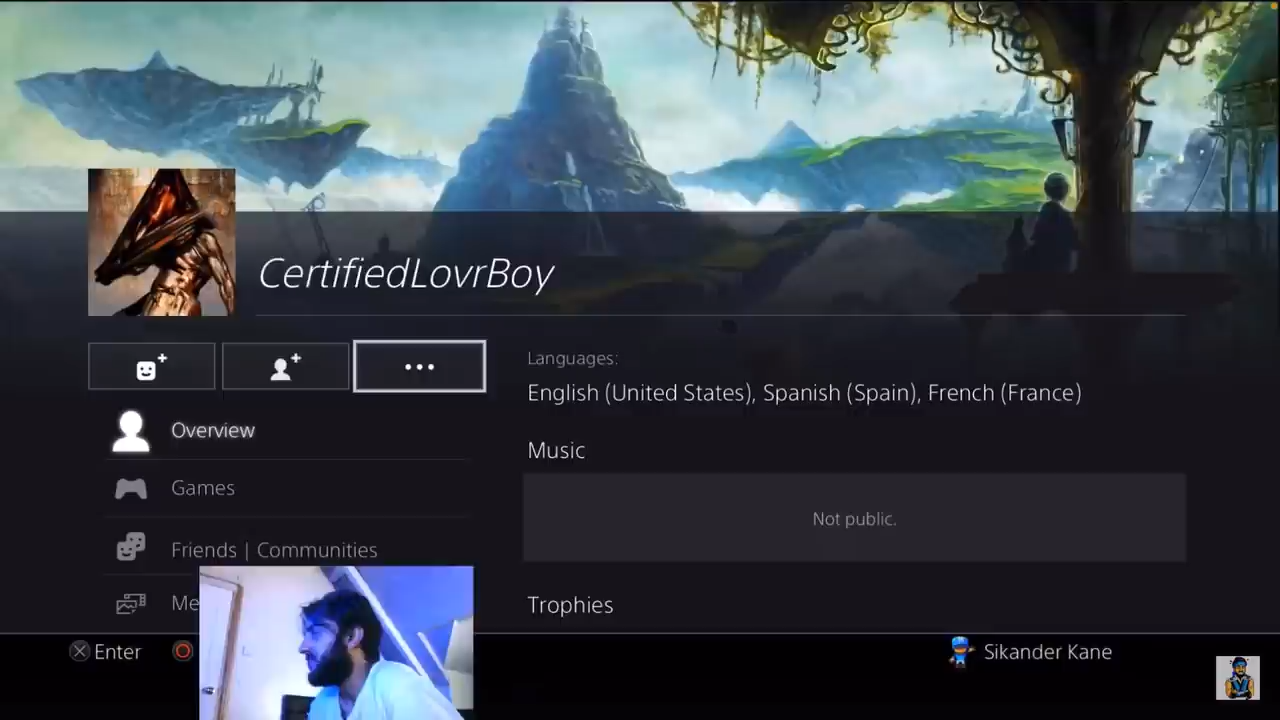 CertifiedLovrBoy
Languages:
English (United States), Spanish (Spain), French (France)
Overview
Music
Games
Not public.
Friends | Communities
Me
Trophies
Enter
Sikander Kane